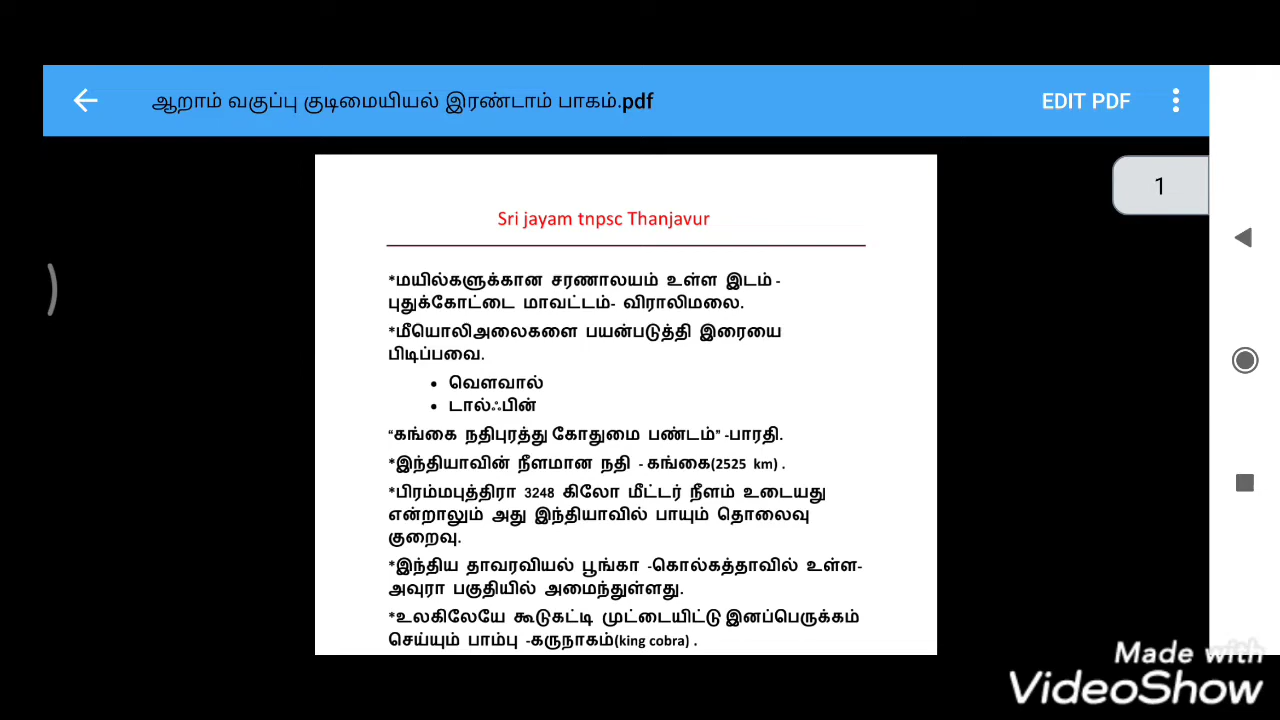 ஆறாம் வகுப்பு குடிமையியல் இரண்டாம் பாகம்.pdf
EDIT PDF
1
Sri jayam tnpsc Thanjavur
*மயில்களுக்கான சரணாலயம் உள்ள இடம் -
புதுக்கோட்டை மாவட்டம்- விராலிமலை.
*மீயொலிஅலைகளை பயன்படுத்தி இரையை
பிடிப்பவை.
• வௌவால்
• டால்ஃபின்
“கங்கை நதிபுரத்து கோதுமை பண்டம்” -பாரதி.
*இந்தியாவின் நீளமான நதி - கங்கை(2525 km) .
*பிரம்மபுத்திரா 3248 கிலோ மீட்டர் நீளம் உடையது
என்றாலும் அது இந்தியாவில் பாயும் தொலைவு
குறைவு.
*இந்திய தாவரவியல் பூங்கா -கொல்கத்தாவில் உள்ள-
அவுரா பகுதியில் அமைந்துள்ளது.
*உலகிலேயே கூடுகட்டி முட்டையிட்டு இனப்பெருக்கம்
செய்யும் பாம்பு -கருநாகம்(king cobra) .
Made with
VideoShow